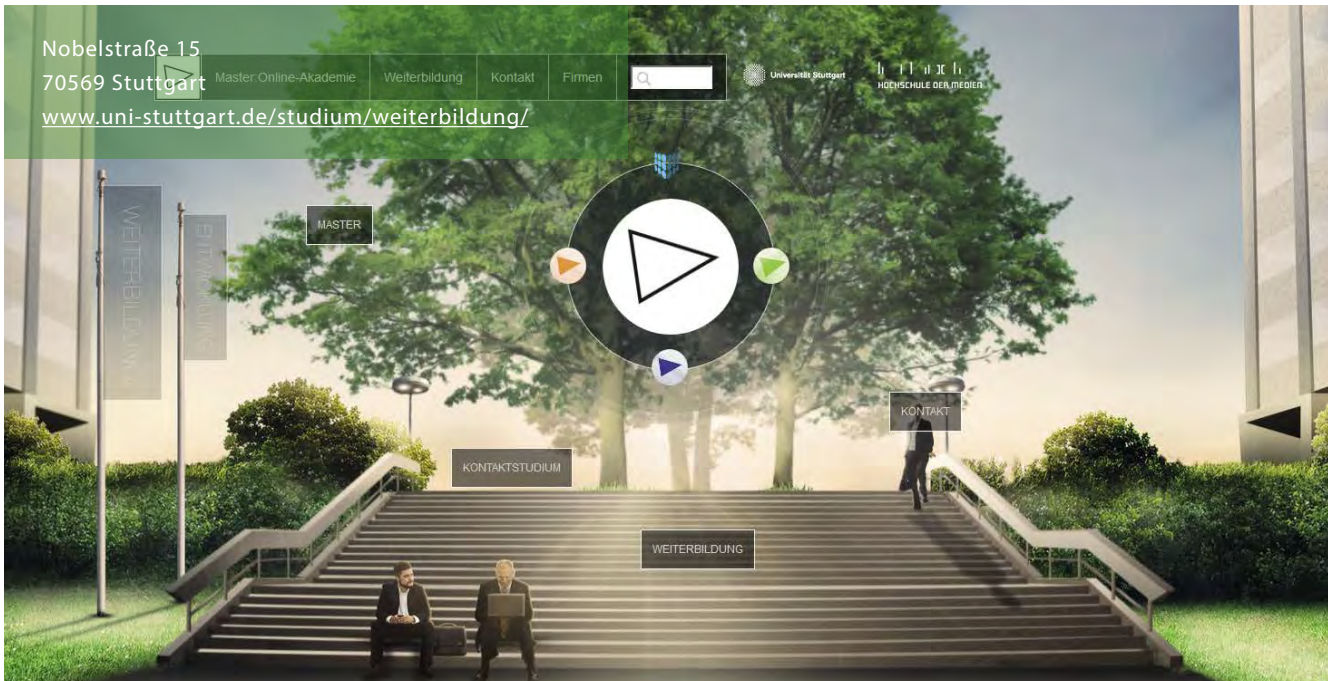 Nobelstraße 15
70569 Stuttgart
www.uni-stuttgart.de/studium/weiterbildung/
Master:Online-Akademie
Weiterbildung
Kontakt
Firmen
Universität Stuttgart
HOCHSCHULE DER MEDIEN
WEITERBILDUNG
ENTWICKLUNG
MASTER
KONTAKT
KONTAKTSTUDIUM
WEITERBILDUNG